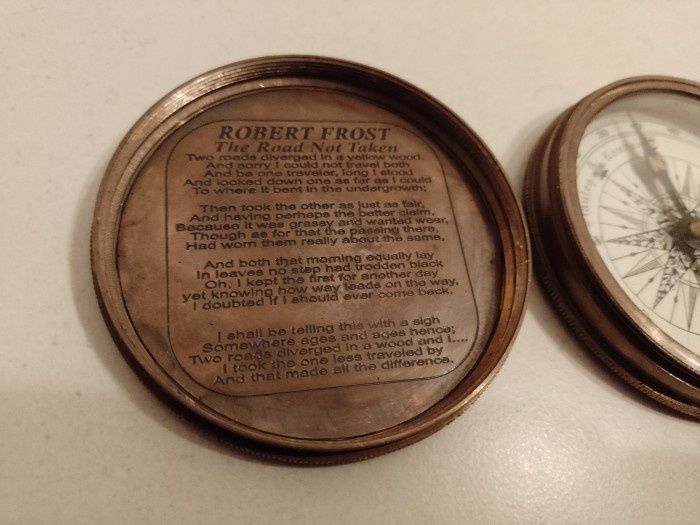 ROBERT FROST
The Road Not Taken
Two roads diverged in a yellow wood.
And sorry I could not travel both
And be one traveler, long I stood
And looked down one as far as I could
To where it bent in the undergrowth;
Then took the other as just as fair,
And having perhaps the better claim,
Because it was grassy and wanted wear,
Though as for that the passing there,
Had worn them really about the same,
And both that morning equally lay
In leaves no step had trodden black
Oh, I kept the first for another day
yet knowing how way leads on the way,
I doubted if I should ever come back.
I shall be telling this with a sigh
Somewhere ages and ages hence;
Two roads diverged in a wood and I....
I took the one less traveled by
And that made all the difference.